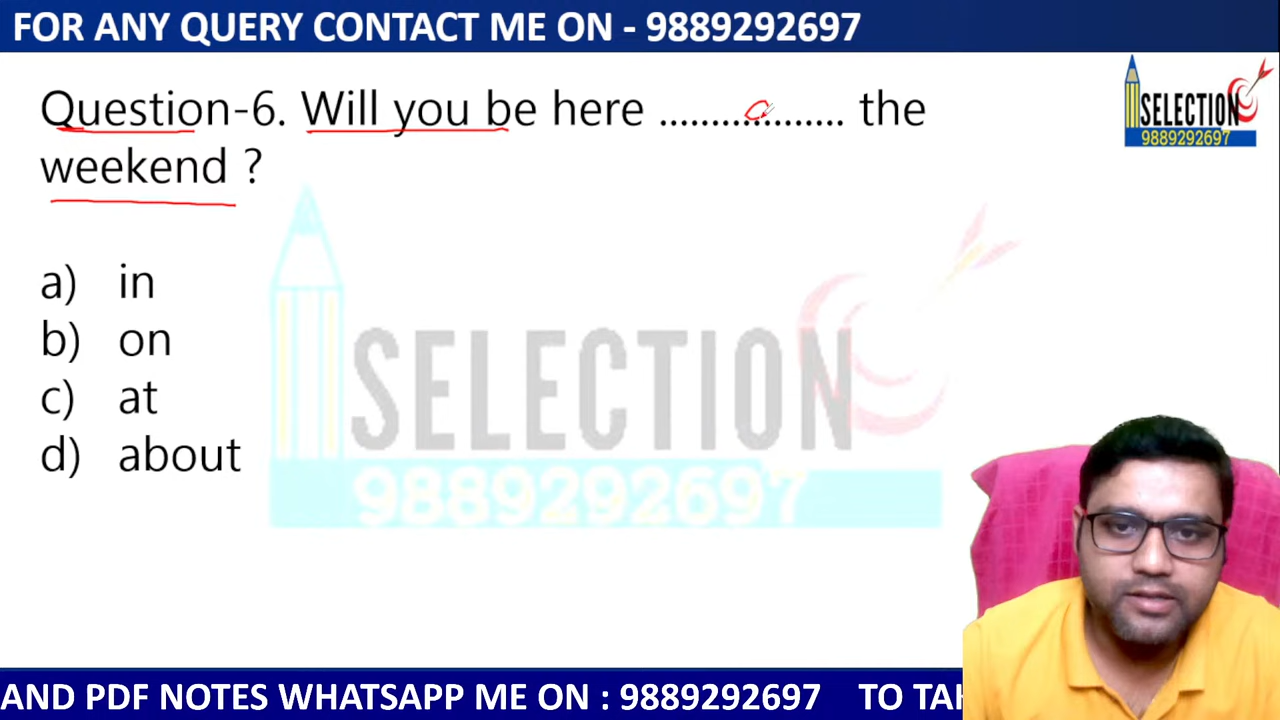 FOR ANY QUERY CONTACT ME ON - 9889292697
SELECTION
9889292697
Question-6. Will you be here .................. the
weekend ?
a) in
b) on
c) at
d) about
SELECTION
9889292697
AND PDF NOTES WHATSAPP ME ON : 9889292697 TO